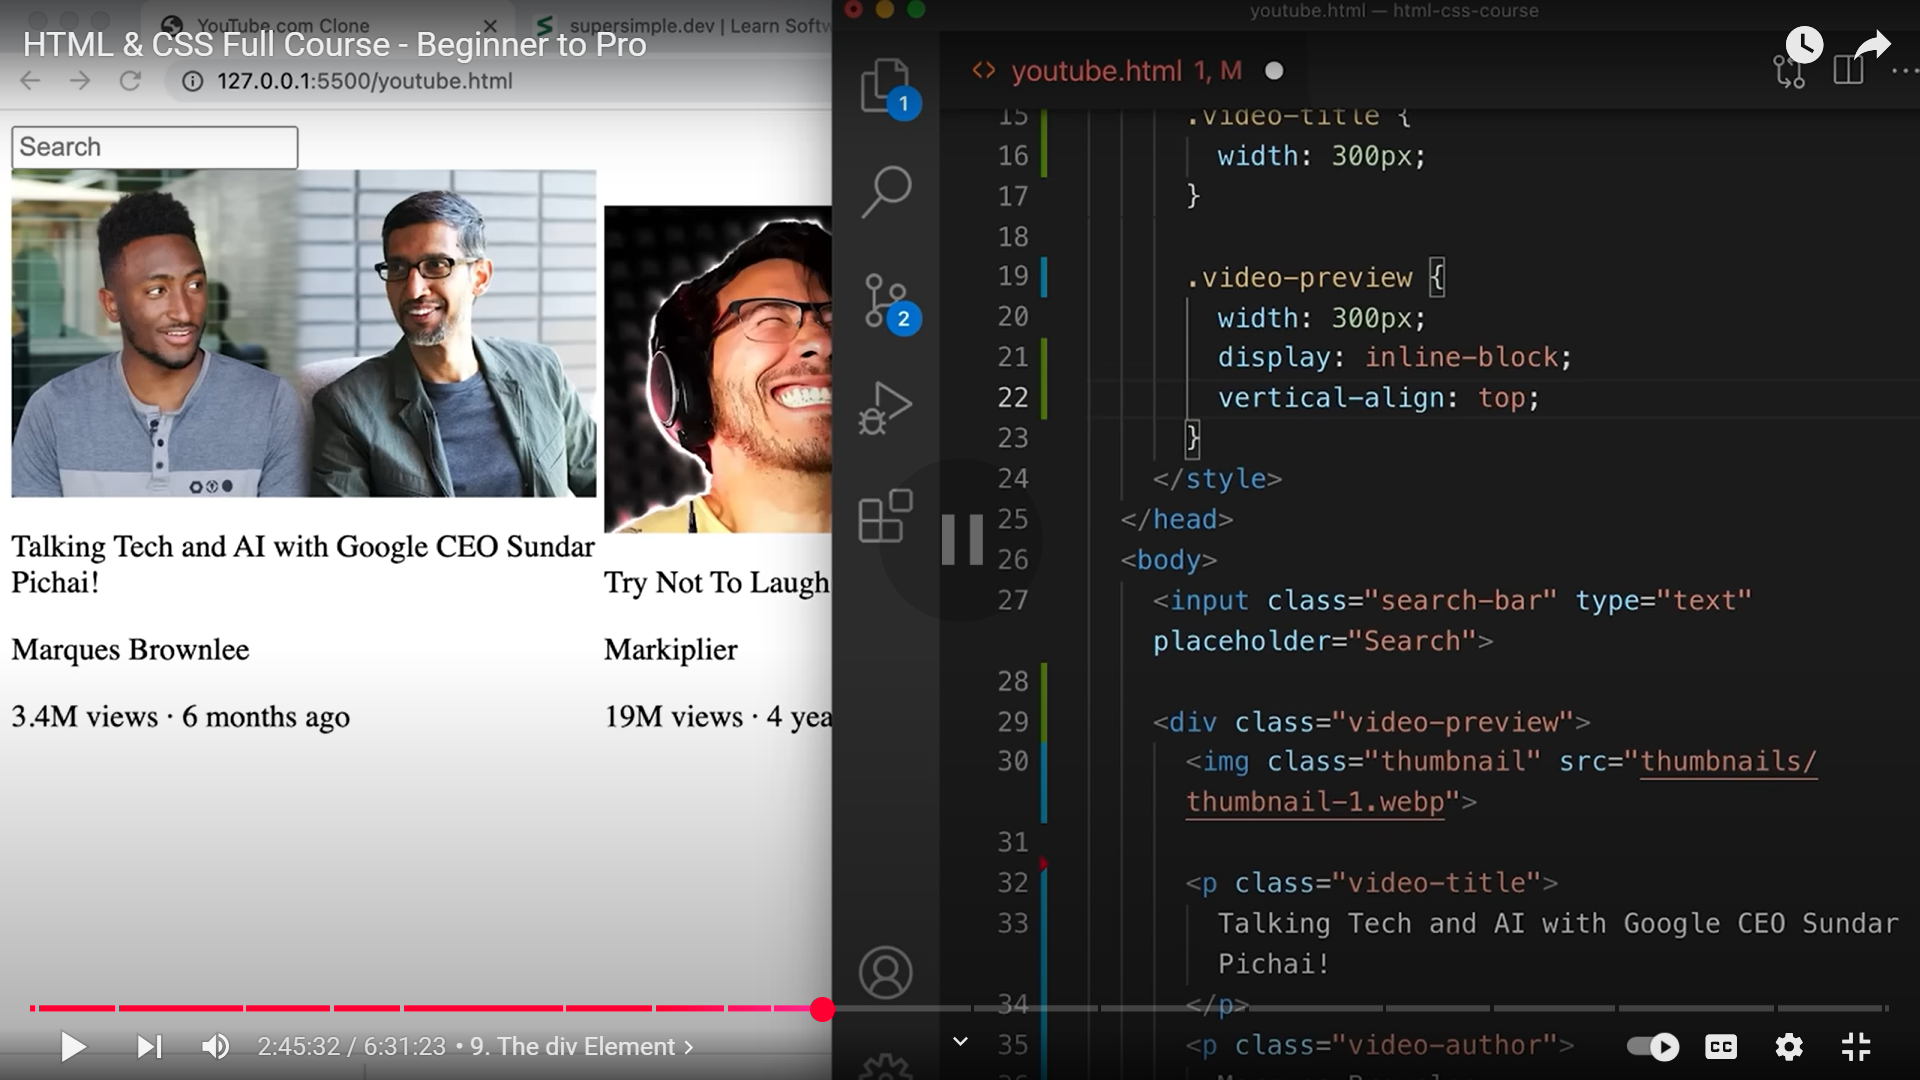 YouTube.com Clone
supersimple.dev | Learn Softw
HTML & CSS Full Course - Beginner to Pro
127.0.0.1:5500/youtube.html
Search
Talking Tech and AI with Google CEO Sundar
Pichai!
Marques Brownlee
3.4M views · 6 months ago
Try Not To Laugh
Markiplier
19M views · 4 yea
youtube.html — html-css-course
1
2
<> youtube.html 1, M
15 .video-title {
16 width: 300px;
17 }
18
19 .video-preview {
20 width: 300px;
21 display: inline-block;
22 vertical-align: top;
23 }
24 </style>
25 </head>
26 <body>
27 <input class="search-bar" type="text"
placeholder="Search">
28
29 <div class="video-preview">
30 <img class="thumbnail" src="thumbnails/
thumbnail-1.webp">
31
32 <p class="video-title">
33 Talking Tech and AI with Google CEO Sundar
Pichai!
34 </p>
35 <p class="video-author">
2:45:32 / 6:31:23 • 9. The div Element
CC